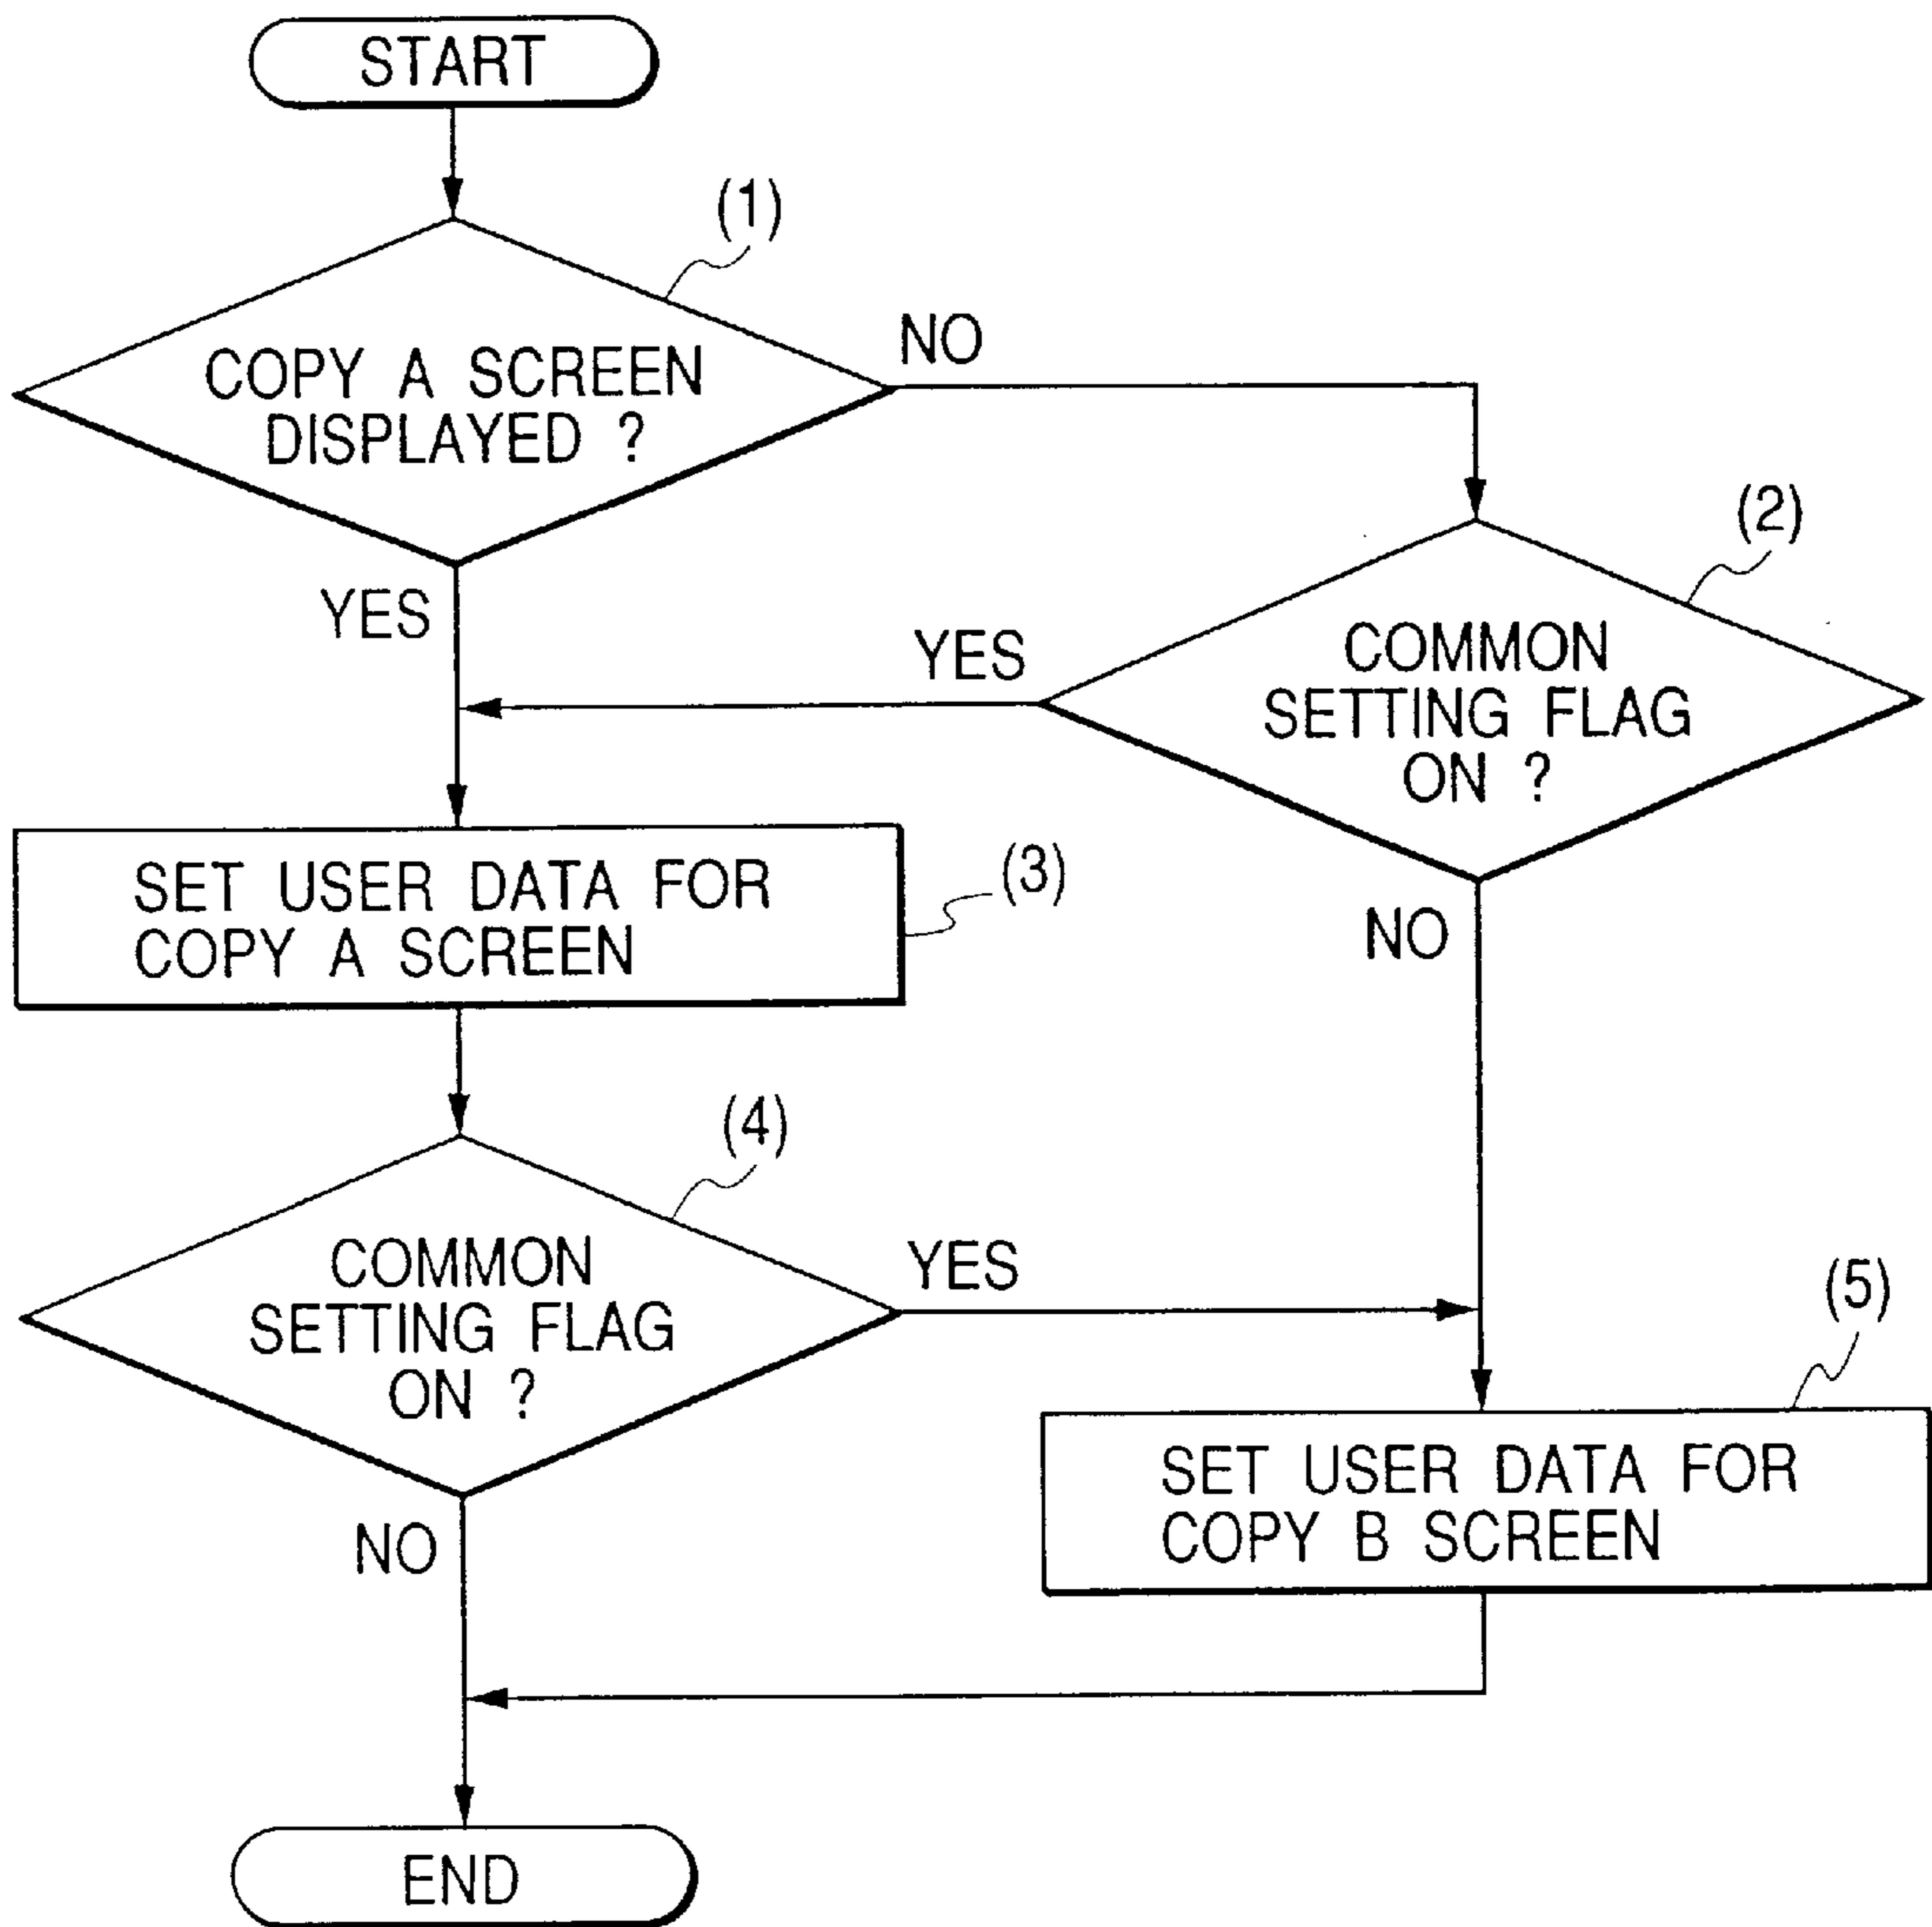 START
(1)
COPY A SCREEN
DISPLAYED ?
NO
YES
(2)
COMMON
SETTING FLAG
ON ?
YES
NO
SET USER DATA FOR
COPY A SCREEN
(3)
(4)
COMMON
SETTING FLAG
ON ?
YES
NO
(5)
SET USER DATA FOR
COPY B SCREEN
END